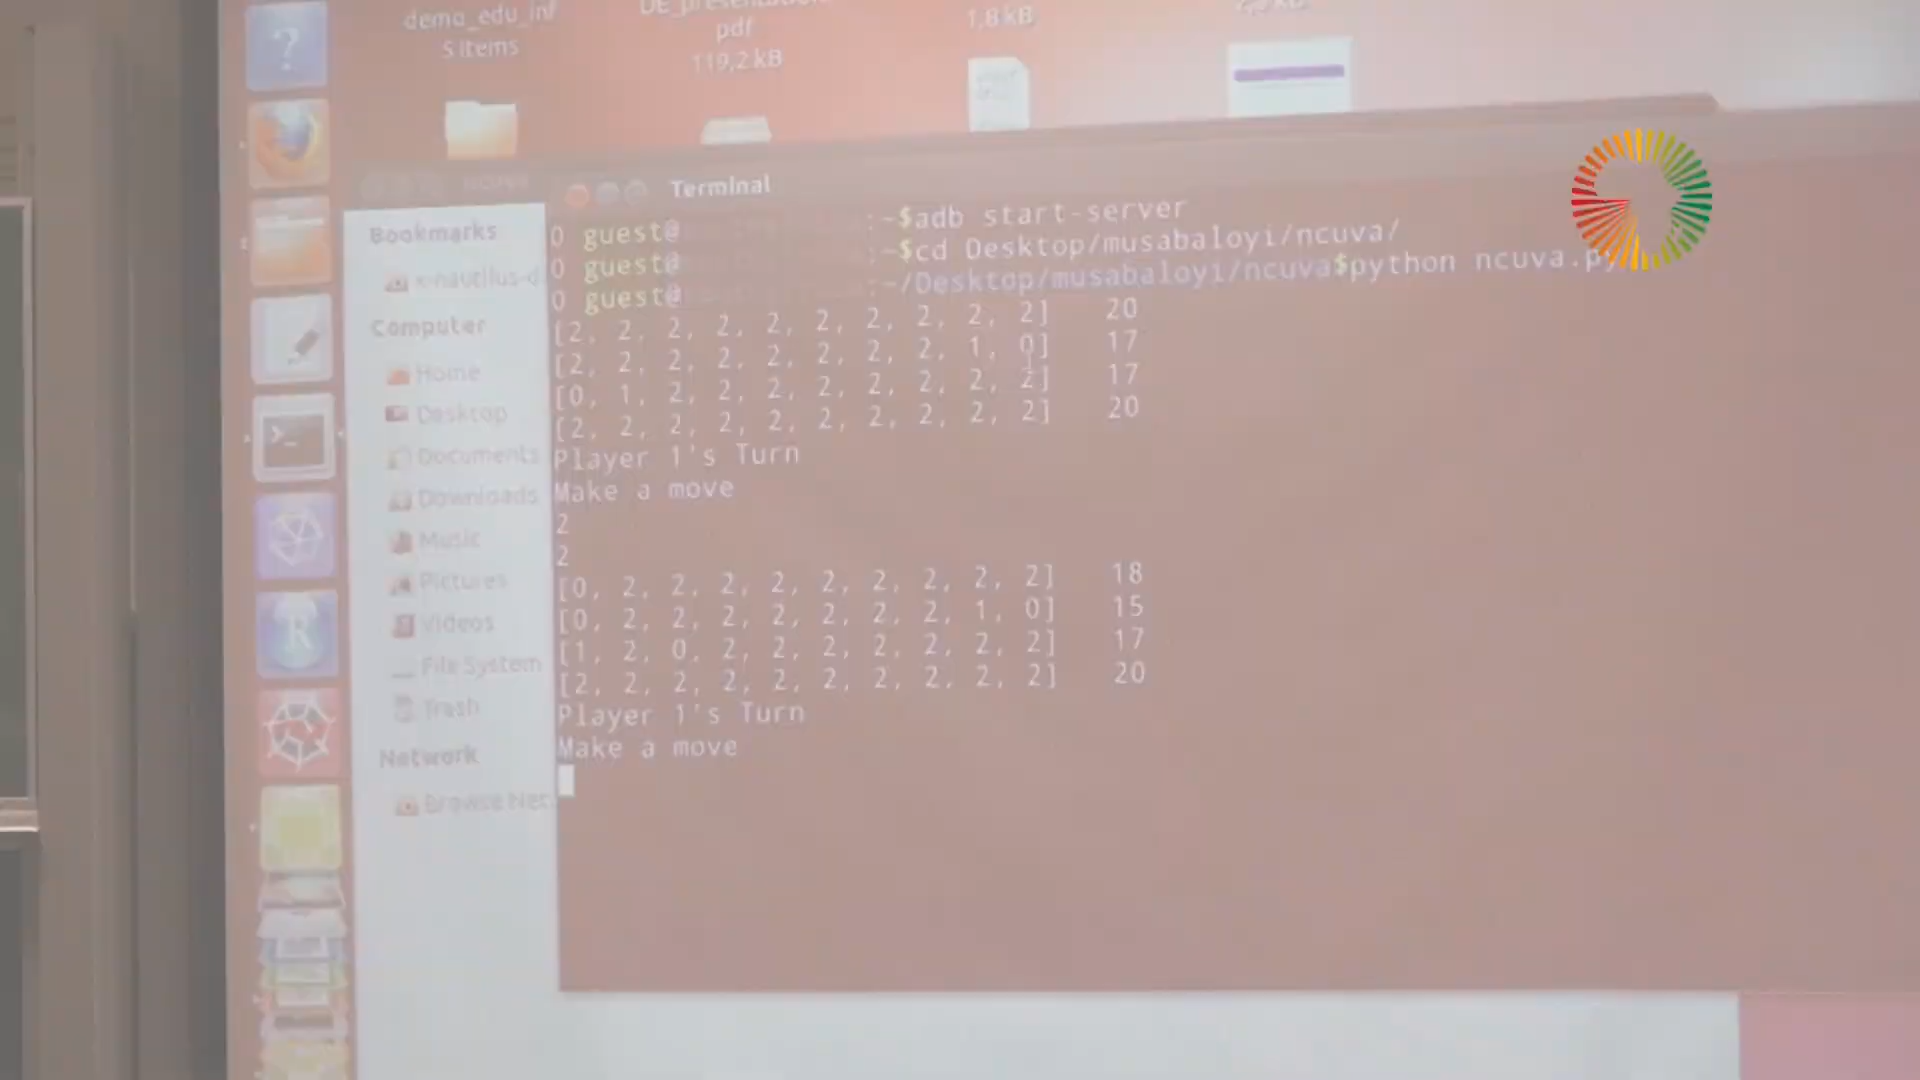 dema_edu_inf
5 items
pdf
119,2 kB
1,8 kB
Terminal
Bookmarks
Computer
Home
Desktop
Documents
Downloads
Music
Pictures
Videos
File System
Trash
Network
Browse Net
0 guest@ :~$adb start-server
0 guest@ :~$cd Desktop/musabaloyi/ncuva/
0 guest@ :~/Desktop/musabaloyi/ncuva$python ncuva.py
[2, 2, 2, 2, 2, 2, 2, 2, 2, 2] 20
[2, 2, 2, 2, 2, 2, 2, 2, 1, 0] 17
[0, 1, 2, 2, 2, 2, 2, 2, 2, 2] 17
[2, 2, 2, 2, 2, 2, 2, 2, 2, 2] 20
Player 1's Turn
Make a move
2
2
[0, 2, 2, 2, 2, 2, 2, 2, 2, 2] 18
[0, 2, 2, 2, 2, 2, 2, 2, 1, 0] 15
[1, 2, 0, 2, 2, 2, 2, 2, 2, 2] 17
[2, 2, 2, 2, 2, 2, 2, 2, 2, 2] 20
Player 1's Turn
Make a move